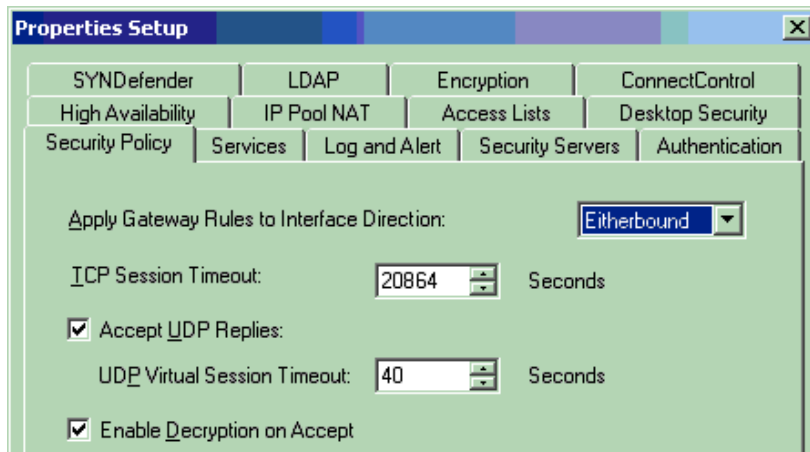 Properties Setup
SYNDefender LDAP Encryption ConnectControl
High Availability IP Pool NAT Access Lists Desktop Security
Security Policy Services Log and Alert Security Servers Authentication
Apply Gateway Rules to Interface Direction: Eitherbound
TCP Session Timeout: 20864 Seconds
Accept UDP Replies:
UDP Virtual Session Timeout: 40 Seconds
Enable Decryption on Accept